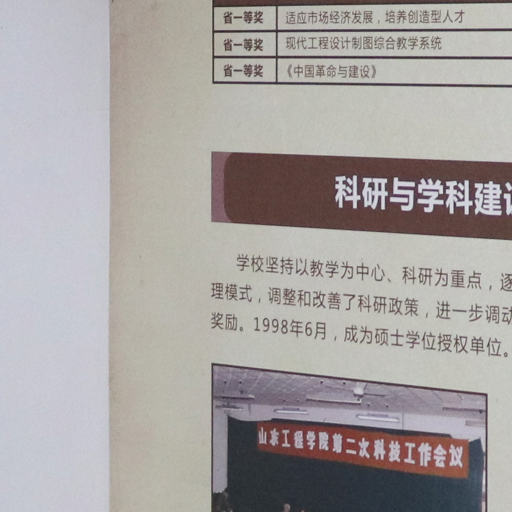 省一等奖 适应市场经济发展，培养创造型人才
省一等奖 现代工程设计制图综合教学系统
省一等奖 《中国革命与建设》
科研与学科建设
学校坚持以教学为中心、科研为重点，逐
理模式，调整和改善了科研政策，进一步调动
奖励。1998年6月，成为硕士学位授权单位。
山东工程学院第二次科技工作会议